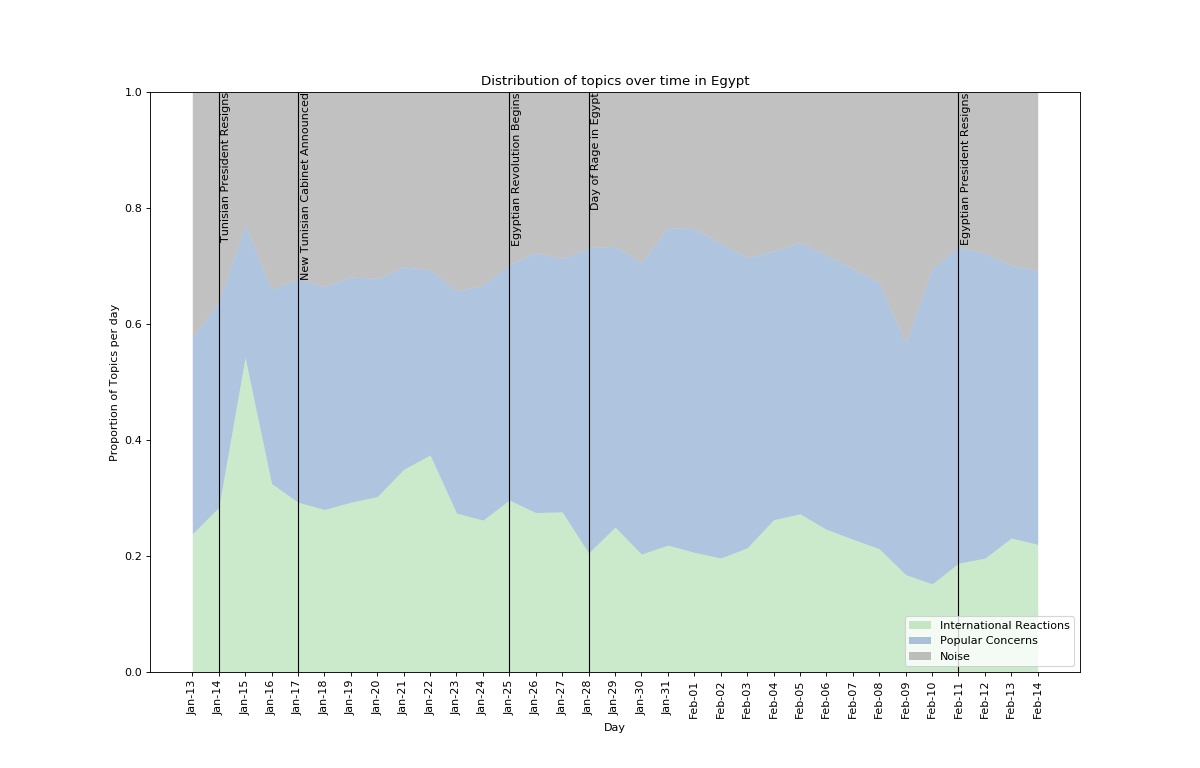 Distribution of topics over time in Egypt
1.0
0.8
0.6
0.4
0.2
0.0
Proportion of Topics per day
Tunisian President Resigns
New Tunisian Cabinet Announced
Egyptian Revolution Begins
Day of Rage in Egypt
Egyptian President Resigns
International Reactions
Popular Concerns
Noise
Jan-13
Jan-14
Jan-15
Jan-16
Jan-17
Jan-18
Jan-19
Jan-20
Jan-21
Jan-22
Jan-23
Jan-24
Jan-25
Jan-26
Jan-27
Jan-28
Jan-29
Jan-30
Jan-31
Feb-01
Feb-02
Feb-03
Feb-04
Feb-05
Feb-06
Feb-07
Feb-08
Feb-09
Feb-10
Feb-11
Feb-12
Feb-13
Feb-14
Day